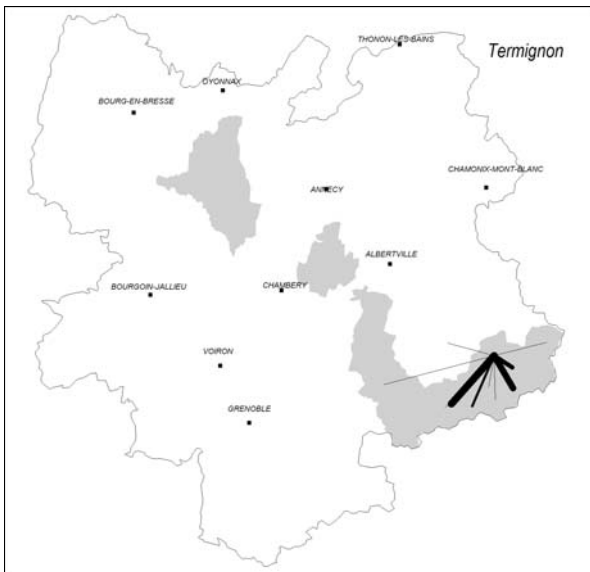 THONON-LES-BAINS
Termignon
OYONNAX
BOURG-EN-BRESSE
CHAMONIX-MONT-BLANC
ANNECY
ALBERTVILLE
CHAMBERY
BOURGOIN-JALLIEU
VOIRON
GRENOBLE